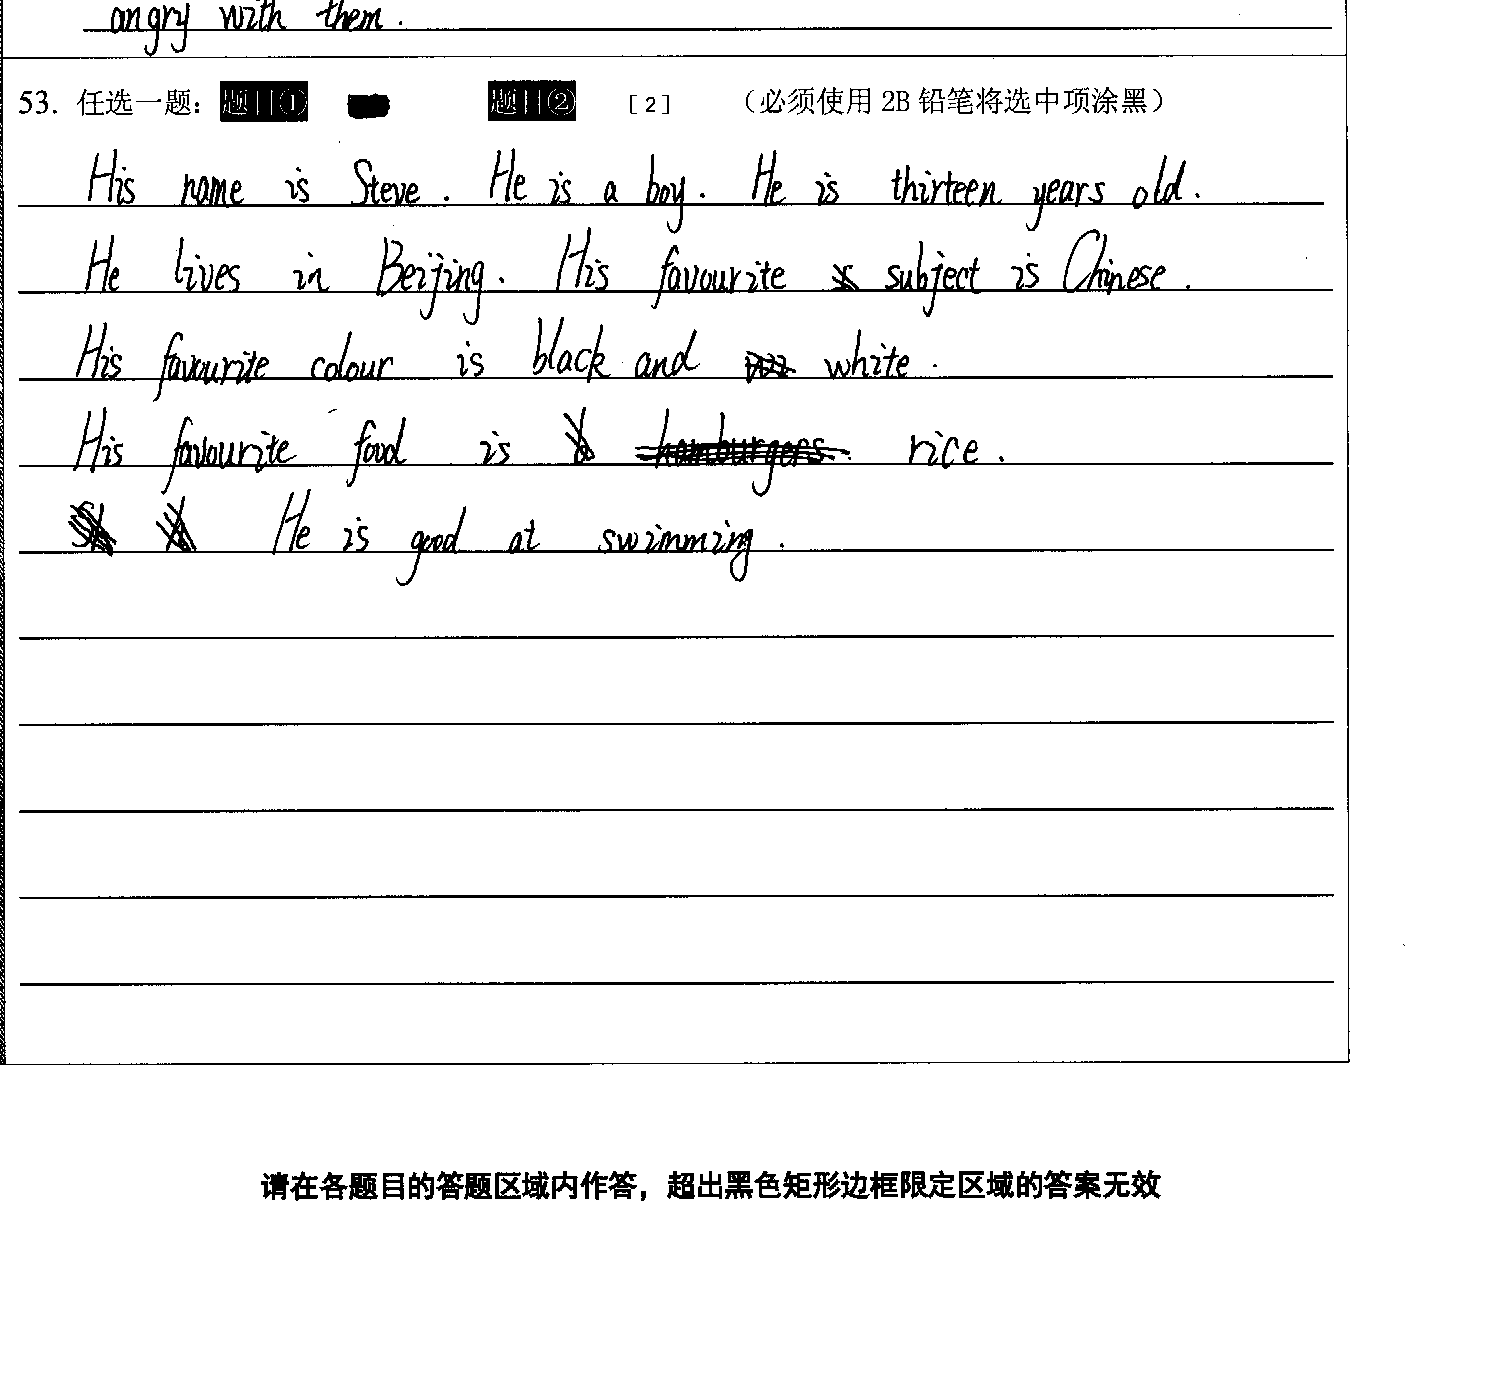 angry with them.
53. 任选一题: 题目① 题目② [2] (必须使用 2B 铅笔将选中项涂黑)
His name is Steve. He is a boy. He is thirteen years old.
He lives in Beijing. His favourite subject is Chinese.
His favourite colour is black and white.
His favourite food is hamburgers rice.
He is good at swimming.
请在各题目的答题区域内作答，超出黑色矩形边框限定区域的答案无效